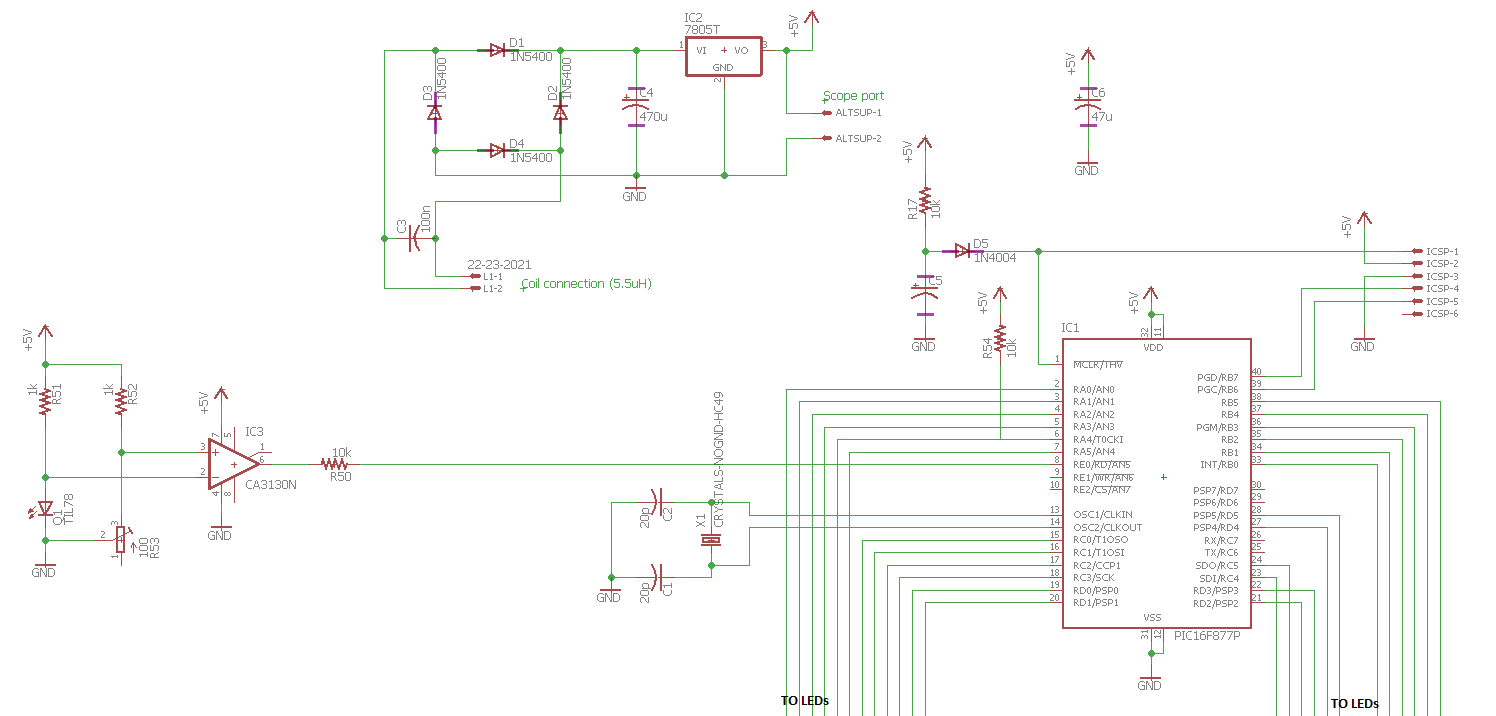 IC2
7805T
+5V
1
VI
+
VO
3
GND
2
D1
1N5400
D3
1N5400
D2
1N5400
D4
1N5400
+
C4
470u
GND
Scope port
ALTSUP-1
ALTSUP-2
+5V
+
C6
47u
GND
C3
100n
22-23-2021
L1-1
L1-2
Coil connection (5.5uH)
+5V
R17
10k
D5
1N4004
+
C5
GND
+5V
R54
10k
+5V
ICSP-1
ICSP-2
ICSP-3
ICSP-4
ICSP-5
ICSP-6
GND
+5V
1k
R51
1k
R52
+5V
IC3
CA3130N
3
2
7
5
1
6
4
8
+
-
+
GND
10k
R50
Q1
TIL78
3
2
1
100
R53
GND
20p
C2
20p
C1
GND
X1
CRYSTALS-NOGND-HC49
IC1
+5V
32
11
VDD
1
MCLR/THV
2
RA0/AN0
3
RA1/AN1
4
RA2/AN2
5
RA3/AN3
6
RA4/T0CKI
7
RA5/AN4
8
RE0/RD/AN5
9
RE1/WR/AN6
10
RE2/CS/AN7
13
OSC1/CLKIN
14
OSC2/CLKOUT
15
RC0/T1OSO
16
RC1/T1OSI
17
RC2/CCP1
18
RC3/SCK
19
RD0/PSP0
20
RD1/PSP1
+
PGD/RB7
40
PGC/RB6
39
RB5
38
RB4
37
PGM/RB3
36
RB2
35
RB1
34
INT/RB0
33
PSP7/RD7
30
PSP6/RD6
29
PSP5/RD5
28
PSP4/RD4
27
RX/RC7
26
TX/RC6
25
SDO/RC5
24
SDI/RC4
23
RD3/PSP3
22
RD2/PSP2
21
VSS
31
12
PIC16F877P
GND
TO LEDs
TO LEDs